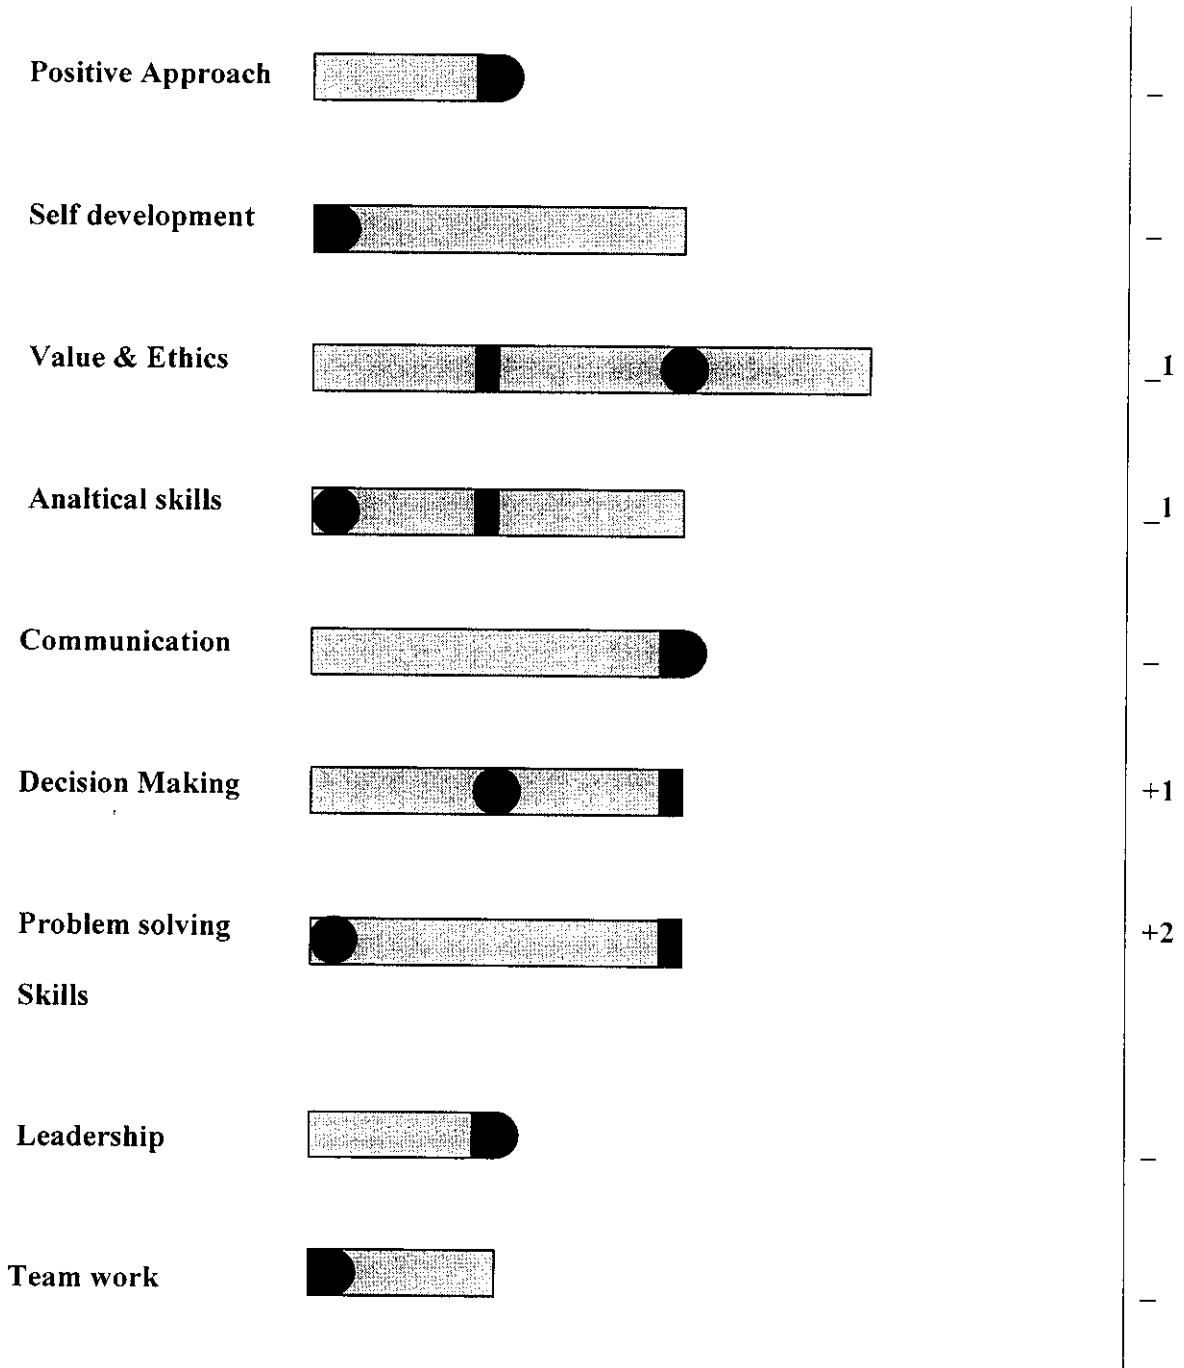 Positive Approach
–
Self development
–
Value & Ethics
_1
Analtical skills
_1
Communication
–
Decision Making
+1
Problem solving
+2
Skills
Leadership
–
Team work
–